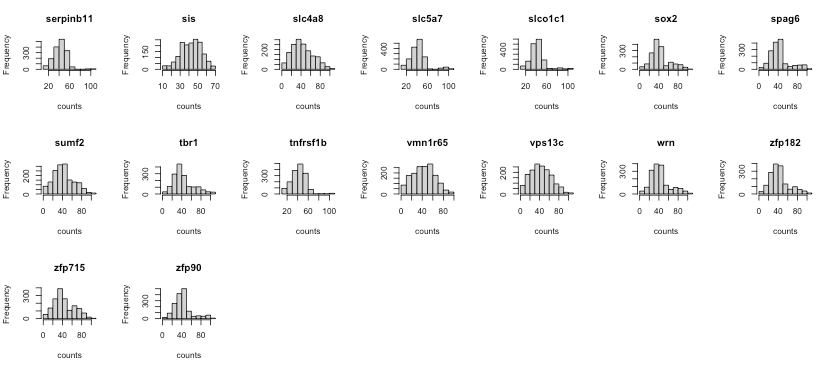 serpinb11 sis slc4a8 slc5a7 slco1c1 sox2 spag6
Frequency Frequency Frequency Frequency Frequency Frequency Frequency
0 300 0 150 0 200 0 400 0 400 0 300 0 300
20 60 100 10 30 50 70 0 40 80 20 60 100 20 60 100 0 40 80 0 40 80
counts counts counts counts counts counts counts
sumf2 tbr1 tnfrsf1b vmn1r65 vps13c wrn zfp182
Frequency Frequency Frequency Frequency Frequency Frequency Frequency
0 300 0 300 0 300 0 200 0 200 0 300 0 200
0 40 80 0 40 80 20 60 100 0 40 80 0 40 80 0 40 80 0 40 80
counts counts counts counts counts counts counts
zfp715 zfp90
Frequency Frequency
0 300 0 300
0 40 80 0 40 80
counts counts